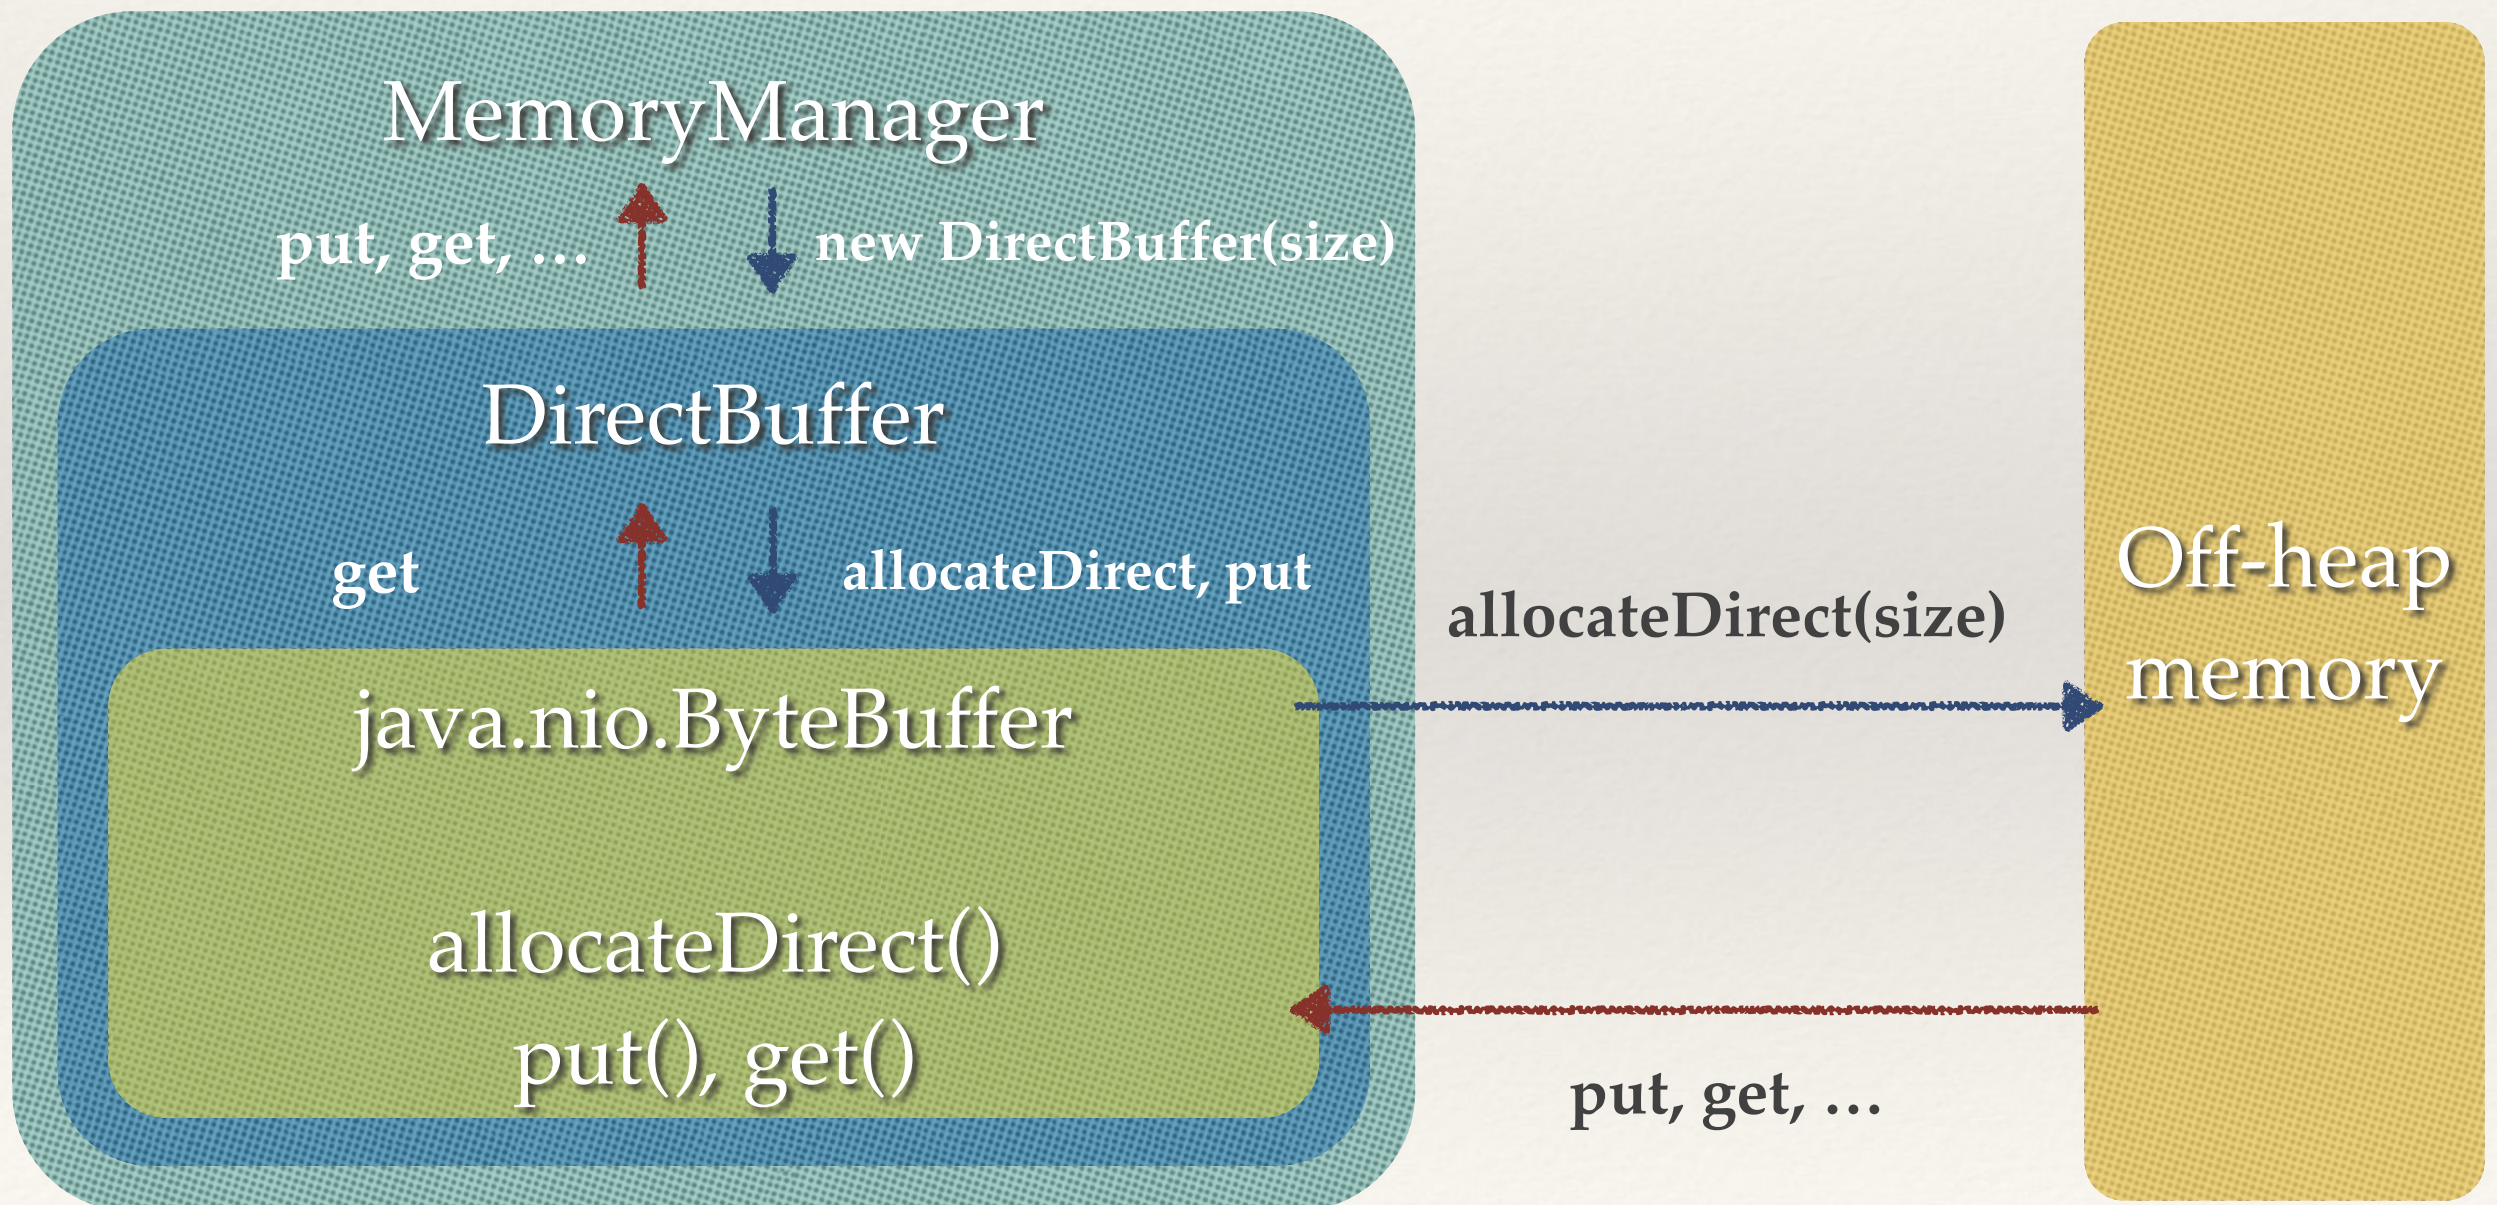 MemoryManager
put, get, …
new DirectBuffer(size)
DirectBuffer
get
allocateDirect, put
java.nio.ByteBuffer
allocateDirect()
put(), get()
allocateDirect(size)
put, get, …
Off-heap
memory